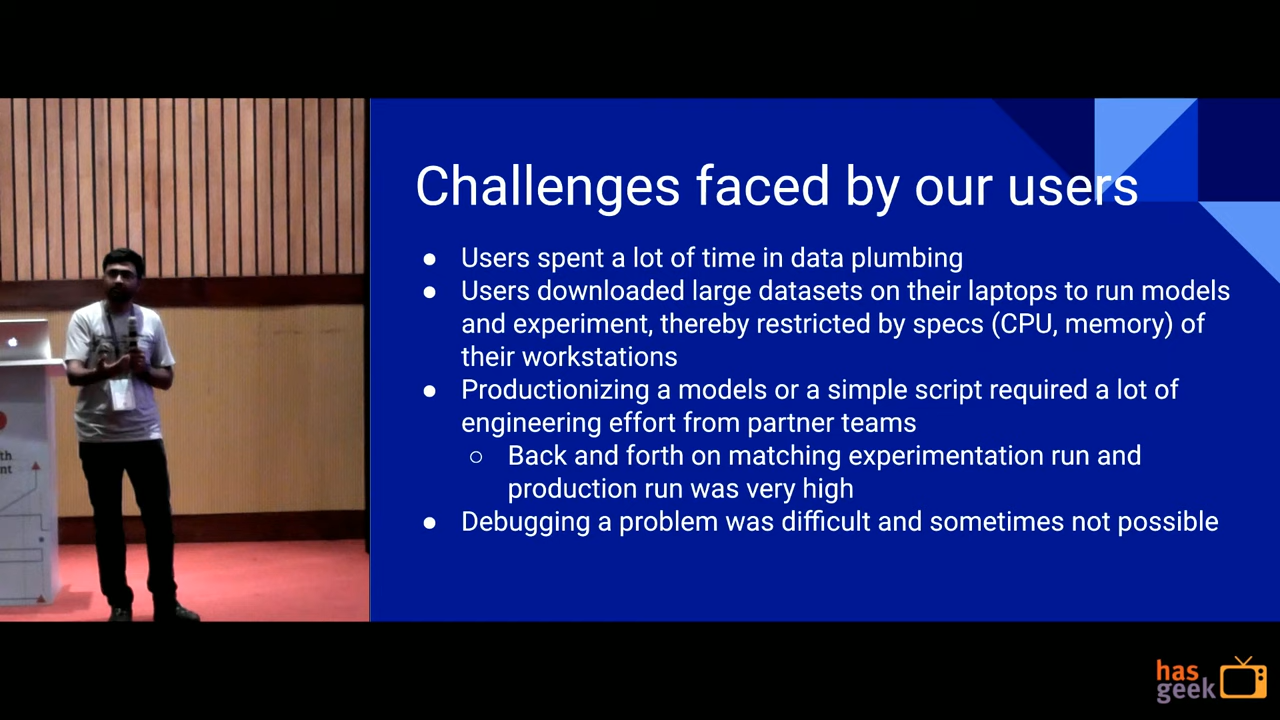 Challenges faced by our users
● Users spent a lot of time in data plumbing
● Users downloaded large datasets on their laptops to run models
and experiment, thereby restricted by specs (CPU, memory) of
their workstations
● Productionizing a models or a simple script required a lot of
engineering effort from partner teams
○ Back and forth on matching experimentation run and
production run was very high
● Debugging a problem was difficult and sometimes not possible
th
nt
has
geek